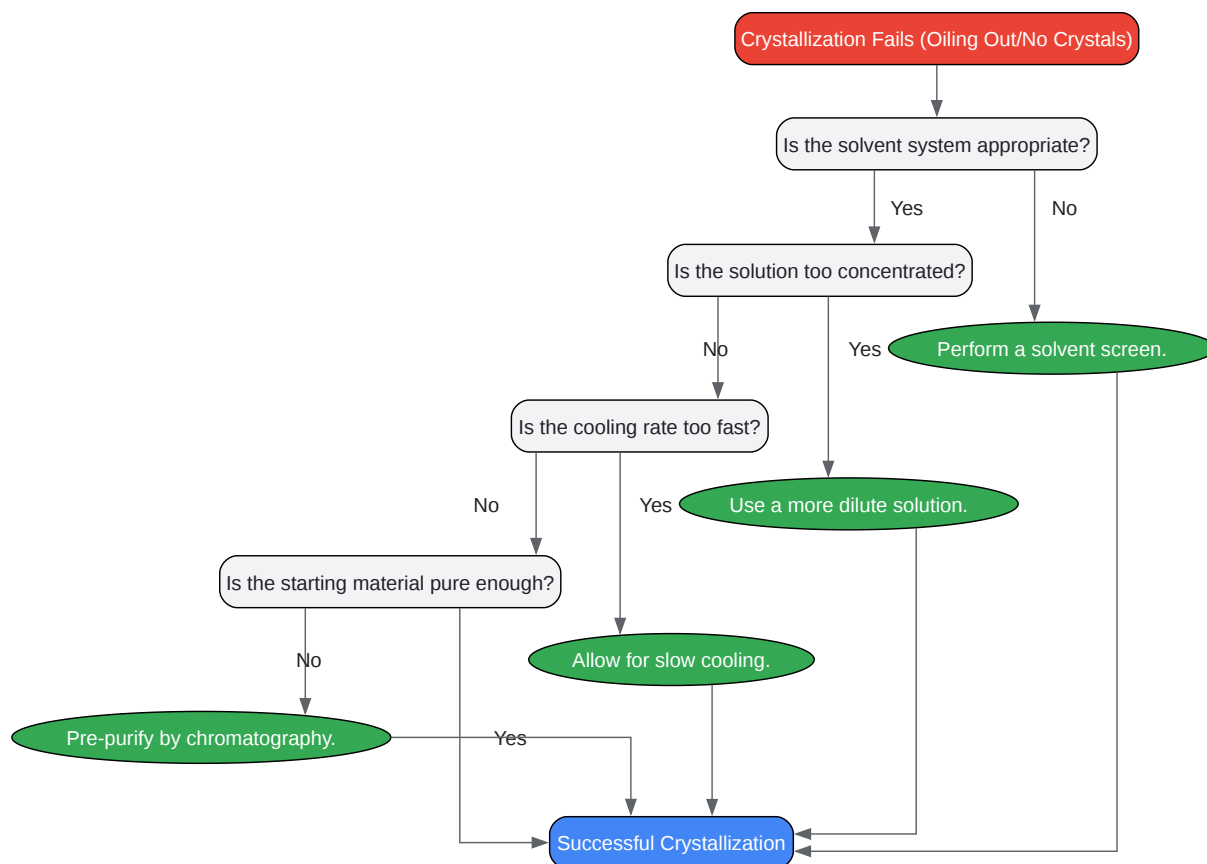 Crystallization Fails (Oiling Out/No Crystals)
Is the solvent system appropriate?
Yes
No
Is the solution too concentrated?
No
Yes
Perform a solvent screen.
Is the cooling rate too fast?
No
Yes
Use a more dilute solution.
Is the starting material pure enough?
No
Allow for slow cooling.
Pre-purify by chromatography.
Yes
Successful Crystallization